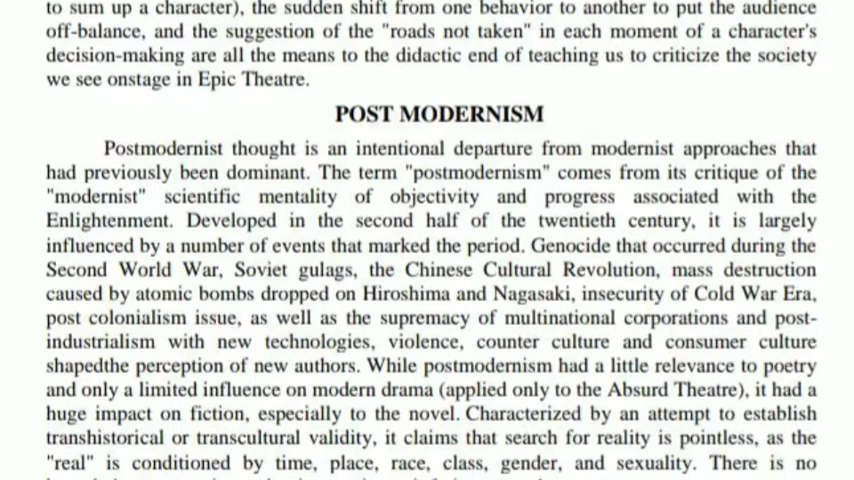 to sum up a character), the sudden shift from one behavior to another to put the audience
off-balance, and the suggestion of the "roads not taken" in each moment of a character's
decision-making are all the means to the didactic end of teaching us to criticize the society
we see onstage in Epic Theatre.
POST MODERNISM
Postmodernist thought is an intentional departure from modernist approaches that
had previously been dominant. The term "postmodernism" comes from its critique of the
"modernist" scientific mentality of objectivity and progress associated with the
Enlightenment. Developed in the second half of the twentieth century, it is largely
influenced by a number of events that marked the period. Genocide that occurred during the
Second World War, Soviet gulags, the Chinese Cultural Revolution, mass destruction
caused by atomic bombs dropped on Hiroshima and Nagasaki, insecurity of Cold War Era,
post colonialism issue, as well as the supremacy of multinational corporations and post-
industrialism with new technologies, violence, counter culture and consumer culture
shapedthe perception of new authors. While postmodernism had a little relevance to poetry
and only a limited influence on modern drama (applied only to the Absurd Theatre), it had a
huge impact on fiction, especially to the novel. Characterized by an attempt to establish
transhistorical or transcultural validity, it claims that search for reality is pointless, as the
"real" is conditioned by time, place, race, class, gender, and sexuality. There is no